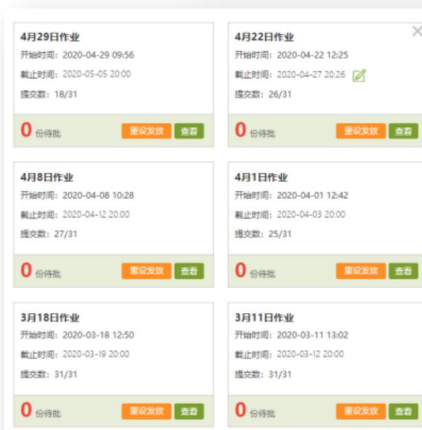 4月29日作业
开始时间：2020-04-29 09:56
截止时间：2020-05-05 20:00
提交数：18/31
0 份待批
重设发放 查看
4月22日作业
开始时间：2020-04-22 12:25
截止时间：2020-04-27 20:26
提交数：26/31
0 份待批
重设发放 查看
4月8日作业
开始时间：2020-04-08 10:28
截止时间：2020-04-12 20:00
提交数：27/31
0 份待批
重设发放 查看
4月1日作业
开始时间：2020-04-01 12:42
截止时间：2020-04-03 20:00
提交数：25/31
0 份待批
重设发放 查看
3月18日作业
开始时间：2020-03-18 12:50
截止时间：2020-03-19 20:00
提交数：31/31
0 份待批
重设发放 查看
3月11日作业
开始时间：2020-03-11 13:02
截止时间：2020-03-12 20:00
提交数：31/31
0 份待批
重设发放 查看